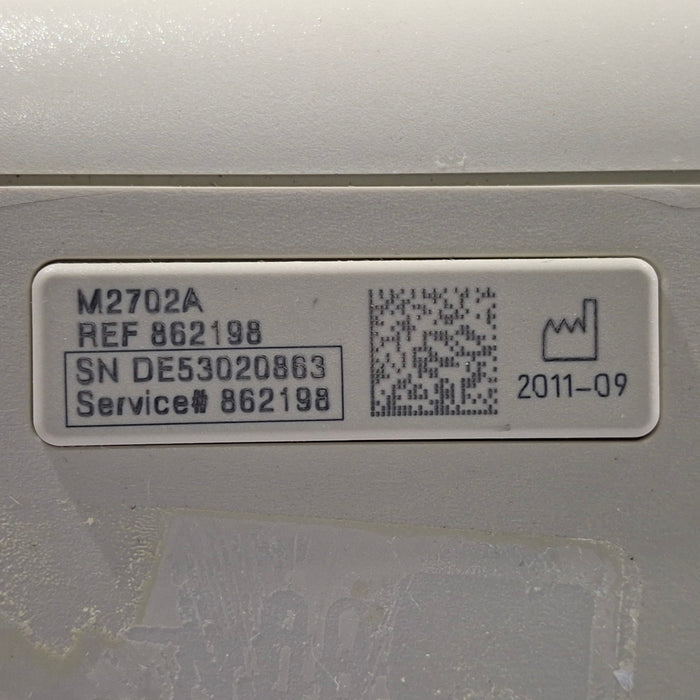 M2702A
REF 862198
SN DE53020863
Service# 862198
2011-09